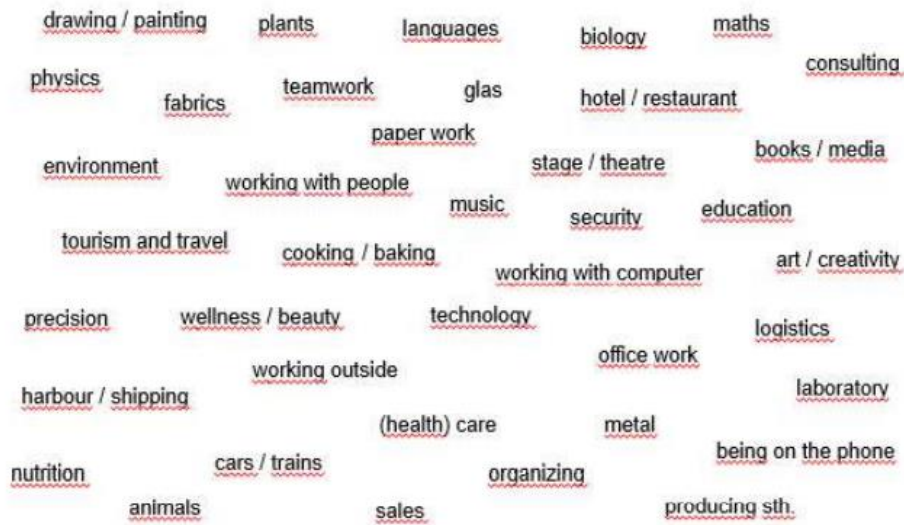 drawing / painting
plants
languages
biology
maths
consulting
physics
fabrics
teamwork
glas
hotel / restaurant
paper work
books / media
environment
working with people
stage / theatre
music
security
education
tourism and travel
cooking / baking
working with computer
art / creativity
precision
wellness / beauty
technology
logistics
office work
working outside
harbour / shipping
laboratory
(health) care
metal
being on the phone
nutrition
cars / trains
organizing
animals
sales
producing sth.